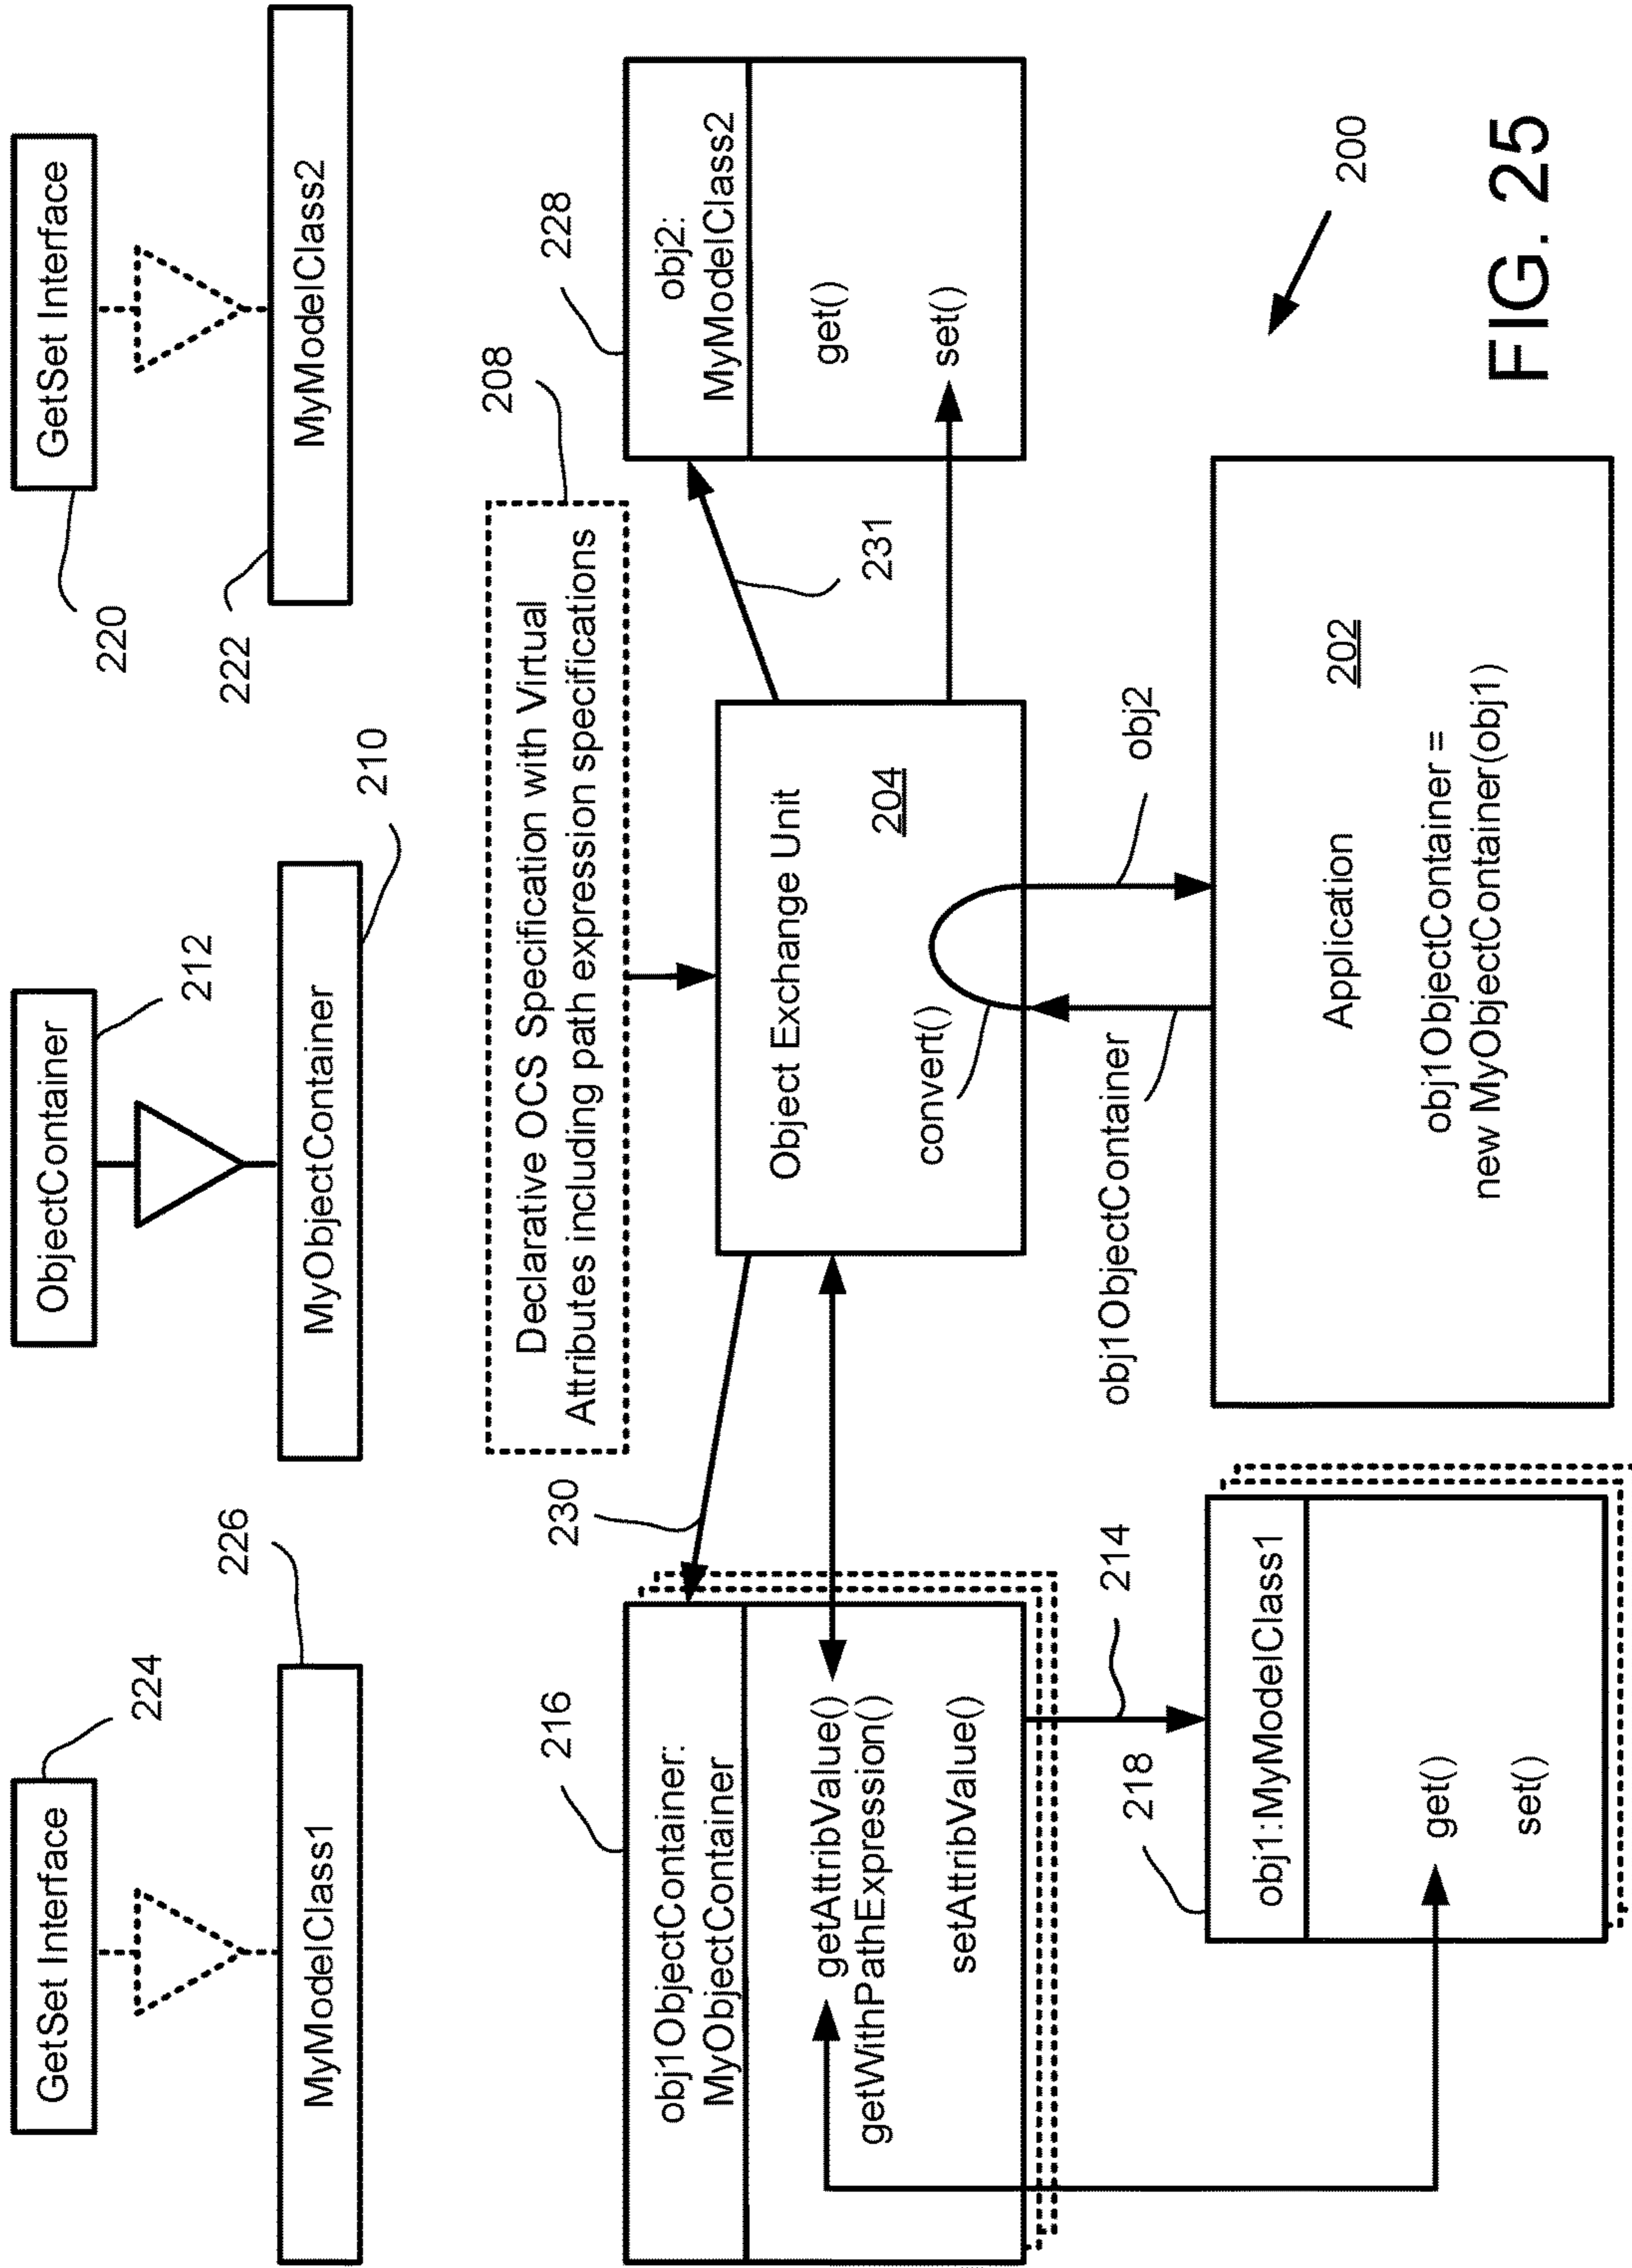 GetSet Interface
224
MyModelClass1
226
ObjectContainer
212
MyObjectContainer
210
GetSet Interface
220
MyModelClass2
222
Declarative OCS Specification with Virtual
Attributes including path expression specifications
208
216
obj1ObjectContainer:
MyObjectContainer
getAttribValue()
getWithPathExpression()
setAttribValue()
230
Object Exchange Unit
204
convert()
231
228
obj2:
MyModelClass2
get()
set()
214
218
obj1:MyModelClass1
get()
set()
obj1ObjectContainer
obj2
Application
202
obj1ObjectContainer =
new MyObjectContainer(obj1)
200
FIG. 25